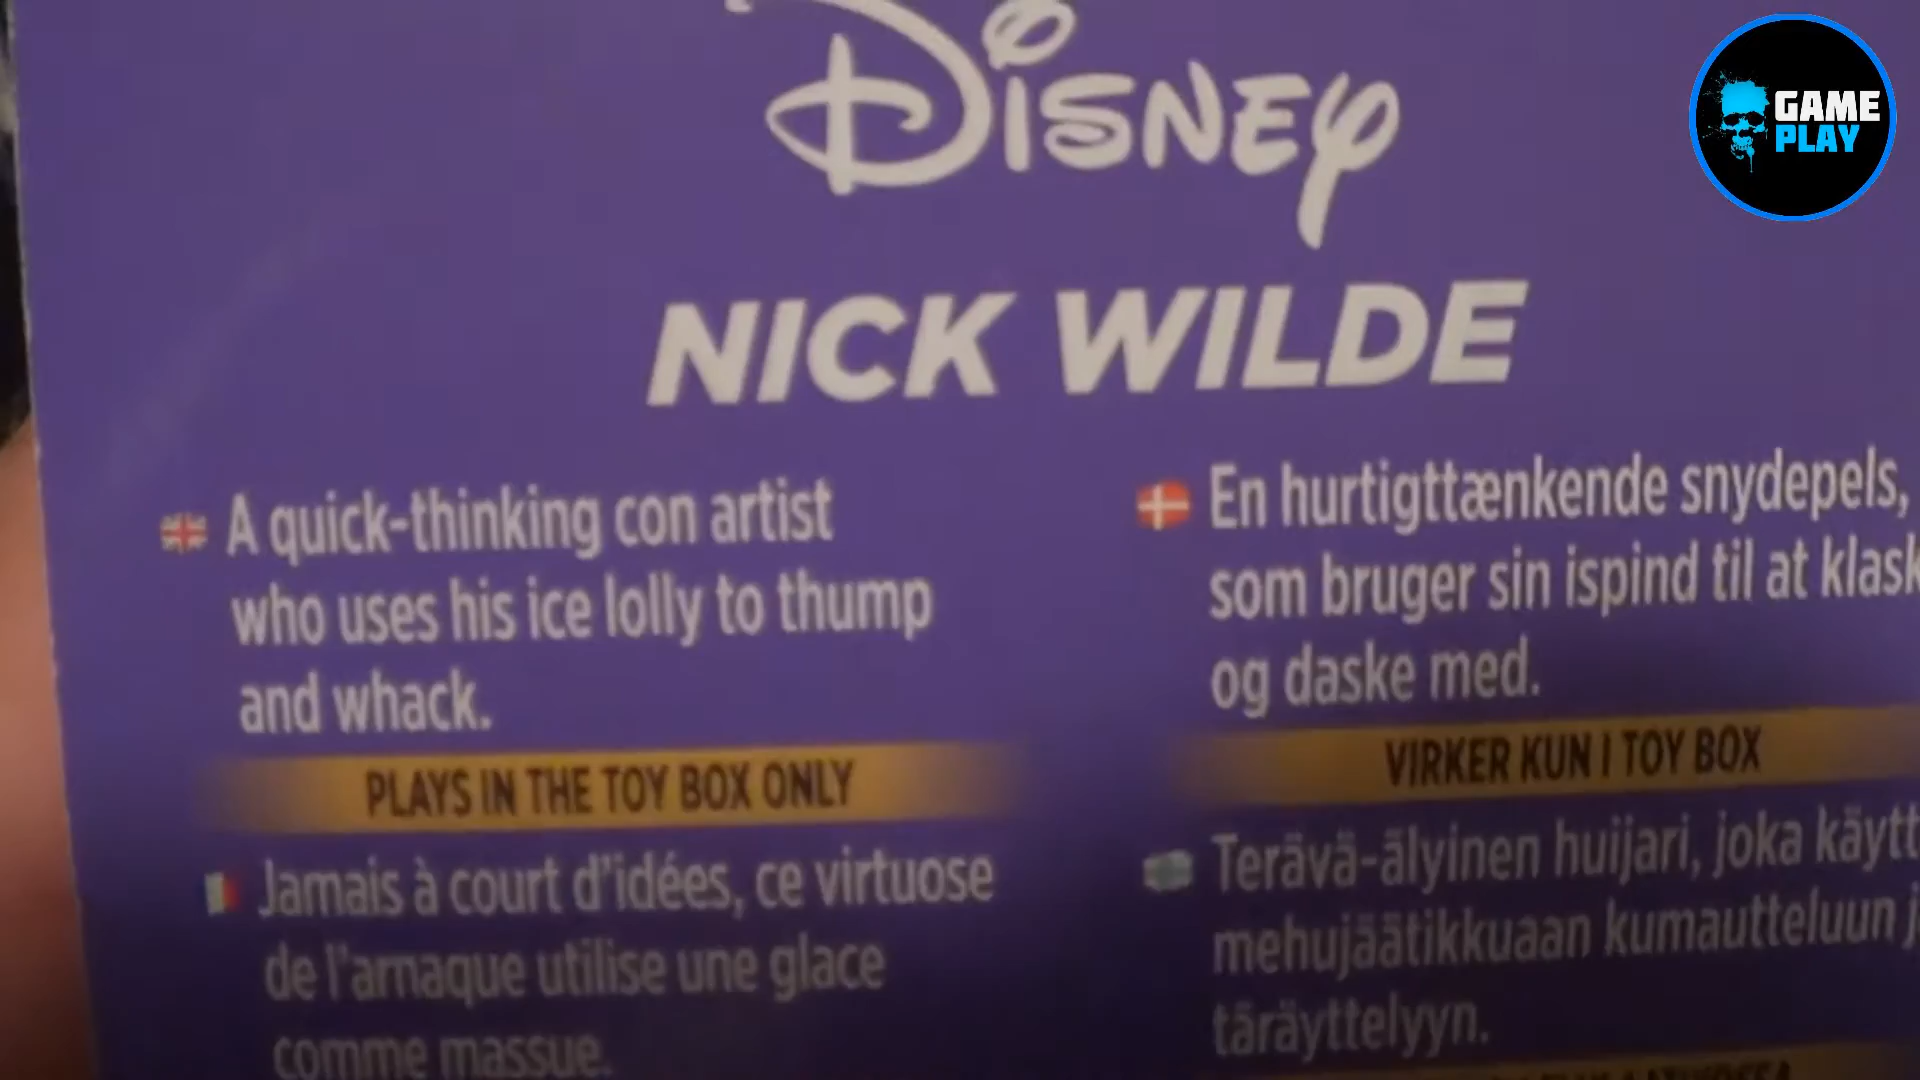 DISNEY
GAME
PLAY
NICK WILDE
A quick-thinking con artist
who uses his ice lolly to thump
and whack.
PLAYS IN THE TOY BOX ONLY
Jamais à court d'idées, ce virtuose
de l'arnaque utilise une glace
comme massue.
En hurtigttænkende snydepels,
som bruger sin ispind til at klask
og daske med.
VIRKER KUN I TOY BOX
Terävä-älyinen huijari, joka käytt
mehujäätikkuaan kumautteluun j
täräyttelyyn.